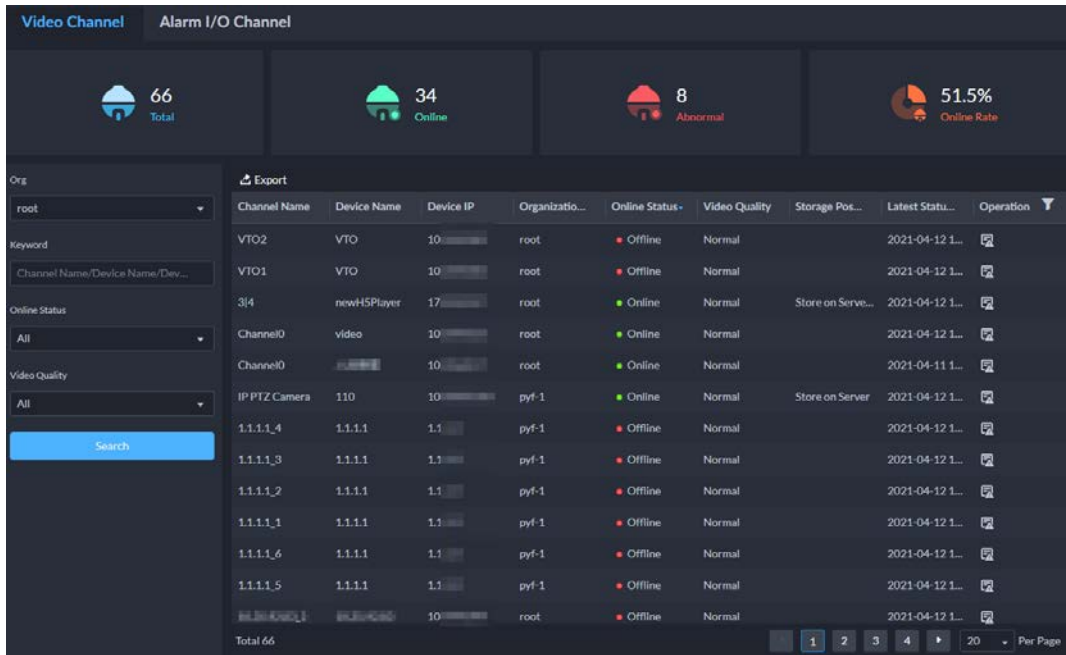 Video Channel Alarm I/O Channel
66
Total
34
Online
8
Abnormal
51.5%
Online Rate
Org
root
Keyword
Channel Name/Device Name/Dev...
Online Status
All
Video Quality
All
Search
Export
Channel Name Device Name Device IP Organizatio... Online Status Video Quality Storage Pos... Latest Statu... Operation
VTO2 VTO 10 root Offline Normal 2021-04-12 1...
VTO1 VTO 10 root Offline Normal 2021-04-12 1...
3|4 newH5Player 17 root Online Normal Store on Serve... 2021-04-12 1...
Channel0 video 10 root Online Normal 2021-04-12 1...
Channel0 10 root Online Normal 2021-04-11 1...
IP PTZ Camera 110 10 pyf-1 Online Normal Store on Server 2021-04-12 1...
1.1.1.1_4 1.1.1.1 1.1 pyf-1 Offline Normal 2021-04-12 1...
1.1.1.1_3 1.1.1.1 1.1 pyf-1 Offline Normal 2021-04-12 1...
1.1.1.1_2 1.1.1.1 1.1 pyf-1 Offline Normal 2021-04-12 1...
1.1.1.1_1 1.1.1.1 1.1 pyf-1 Offline Normal 2021-04-12 1...
1.1.1.1_6 1.1.1.1 1.1 pyf-1 Offline Normal 2021-04-12 1...
1.1.1.1_5 1.1.1.1 1.1 pyf-1 Offline Normal 2021-04-12 1...
10 root Offline Normal 2021-04-12 1...
Total 66 1 2 3 4 20 Per Page